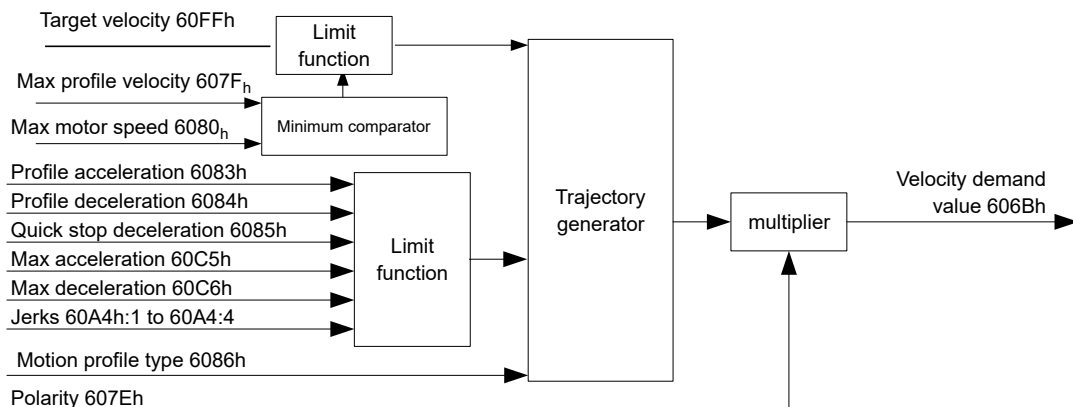 Target velocity 60FFh
Limit
function
Max profile velocity 607Fh
Minimum comparator
Max motor speed 6080h
Profile acceleration 6083h
Profile deceleration 6084h
Quick stop deceleration 6085h
Max acceleration 60C5h
Max deceleration 60C6h
Jerks 60A4h:1 to 60A4:4
Limit
function
Motion profile type 6086h
Polarity 607Eh
Trajectory
generator
multiplier
Velocity demand
value 606Bh